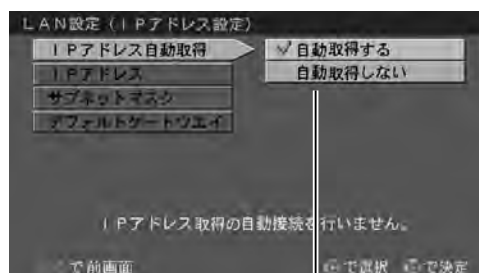 LAN設定(IPアドレス設定)
IPアドレス自動取得
自動取得する
IPアドレス
自動取得しない
サブネットマスク
デフォルトゲートウエイ
IPアドレス取得の自動接続を行いません。
で前画面 で選択 で決定